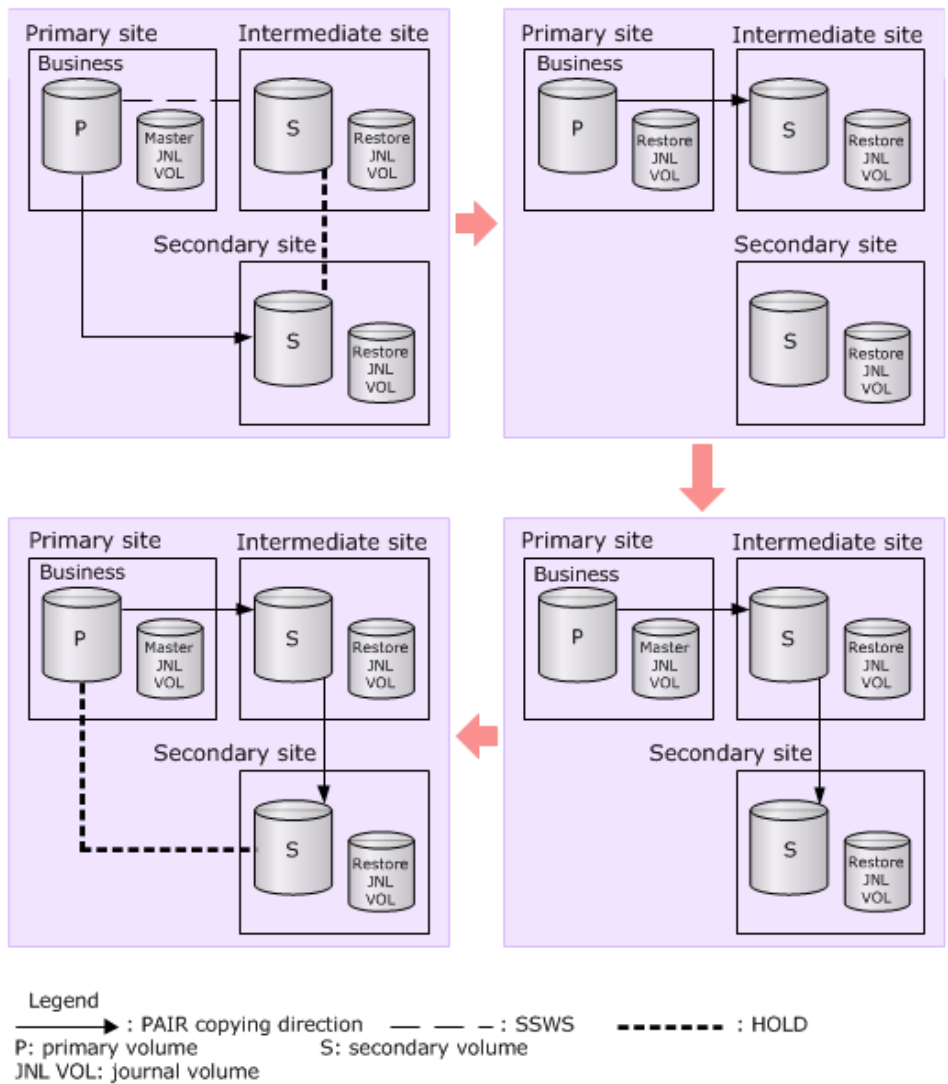 Primary site
Intermediate site
Business
P
Master
JNL
VOL
S
Restore
JNL
VOL
Secondary site
S
Restore
JNL
VOL
Primary site
Intermediate site
Business
P
Restore
JNL
VOL
S
Restore
JNL
VOL
Secondary site
S
Restore
JNL
VOL
Primary site
Intermediate site
Business
P
Master
JNL
VOL
S
Restore
JNL
VOL
Secondary site
S
Restore
JNL
VOL
Primary site
Intermediate site
Business
P
Master
JNL
VOL
S
Restore
JNL
VOL
Secondary site
S
Restore
JNL
VOL
Legend
: PAIR copying direction : SSWS : HOLD
P: primary volume S: secondary volume
JNL VOL: journal volume